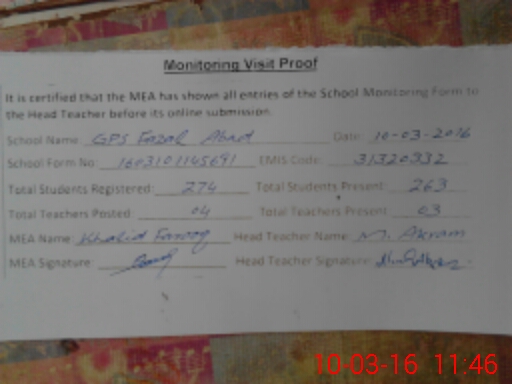 Monitoring Visit Proof
It is certified that the MEA has shown all entries of the School Monitoring Form to
the Head Teacher before its online submission.
School Name: GPS Fazal Abad Date: 10-03-2016
School Form No: 1603101145691 EMIS Code: 31320332
Total Students Registered: 274 Total Students Present: 263
Total Teachers Posted: 04 Total Teachers Present: 03
MEA Name: Khalid Farooq Head Teacher Name: M. Akram
MEA Signature: Head Teacher Signature:
10-03-16 11:46